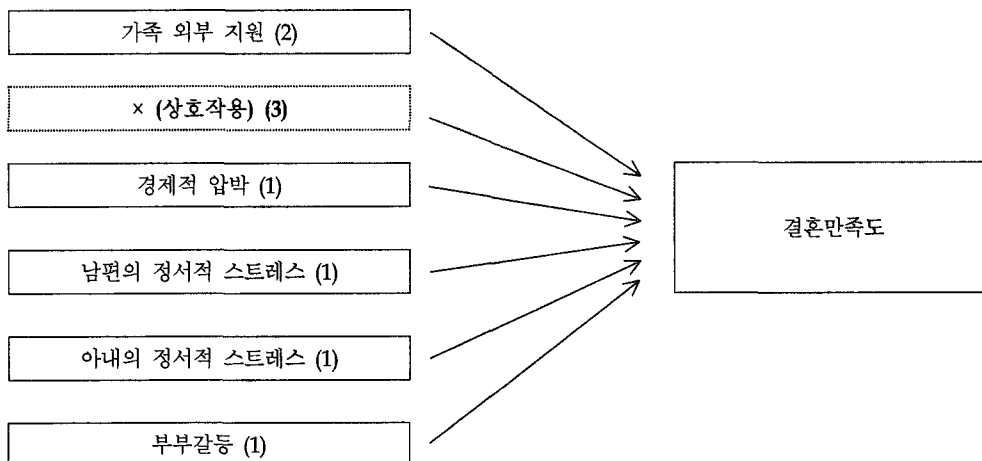 가족 외부 지원 (2)
× (상호작용) (3)
경제적 압박 (1)
남편의 정서적 스트레스 (1)
아내의 정서적 스트레스 (1)
부부갈등 (1)
결혼만족도